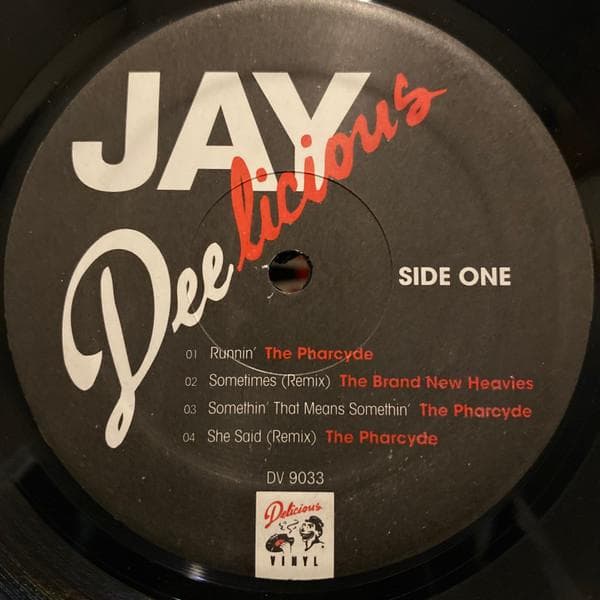 JAY
Deelicious
SIDE ONE
01 Runnin' The Pharcyde
02 Sometimes (Remix) The Brand New Heavies
03 Somethin' That Means Somethin' The Pharcyde
04 She Said (Remix) The Pharcyde
DV 9033
Delicious
VINYL